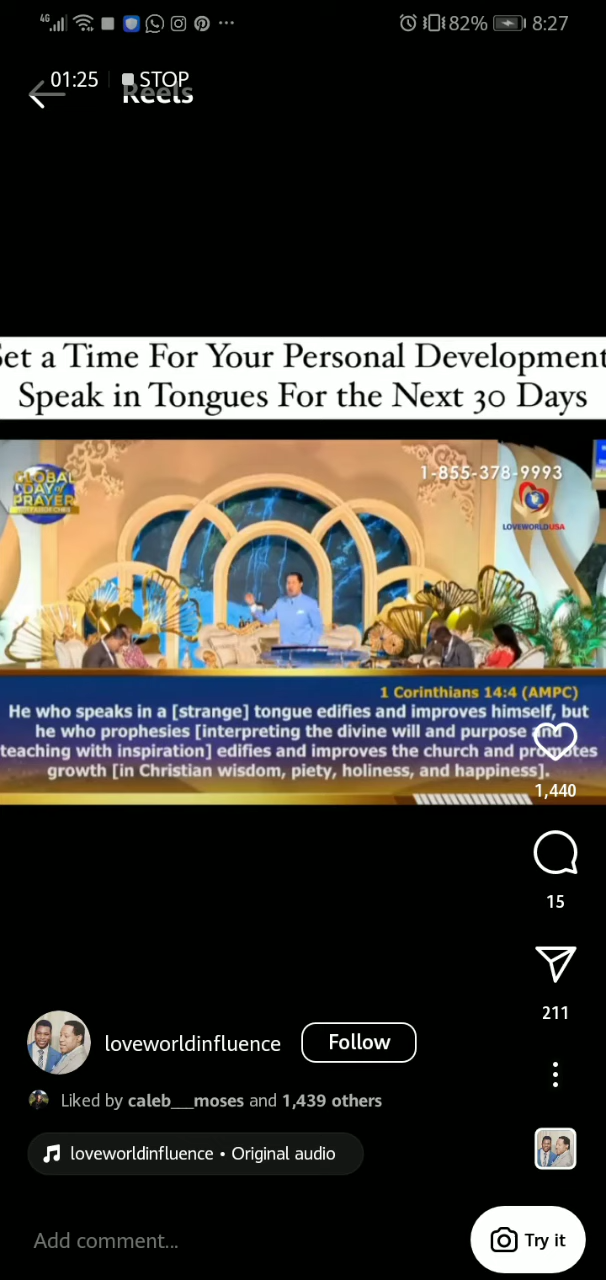 4G 82% 8:27
01:25 STOP
Reels
Set a Time For Your Personal Development
Speak in Tongues For the Next 30 Days
GLOBAL
DAY of
PRAYER
1-855-378-9993
LOVEWORLDUSA
1 Corinthians 14:4 (AMPC)
He who speaks in a [strange] tongue edifies and improves himself, but
he who prophesies [interpreting the divine will and purpose and
teaching with inspiration] edifies and improves the church and promotes
growth [in Christian wisdom, piety, holiness, and happiness].
1,440
15
211
loveworldinfluence Follow
Liked by caleb___moses and 1,439 others
loveworldinfluence • Original audio
Add comment... Try it